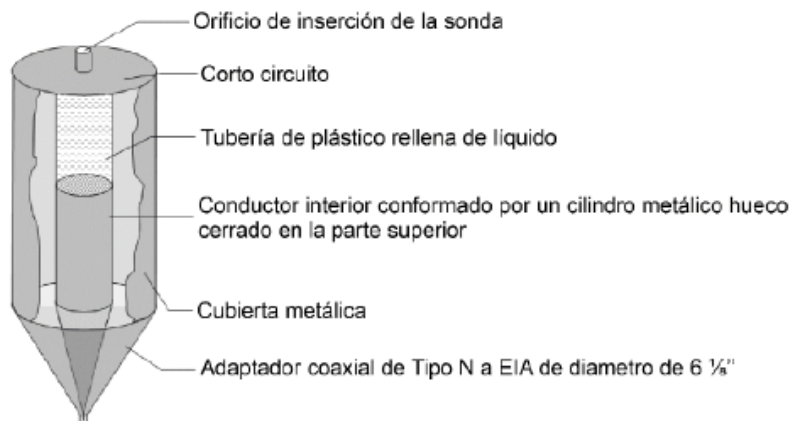 Orificio de inserción de la sonda
Corto circuito
Tubería de plástico rellena de líquido
Conductor interior conformado por un cilindro metálico hueco
cerrado en la parte superior
Cubierta metálica
Adaptador coaxial de Tipo N a EIA de diametro de 6 ⅛"